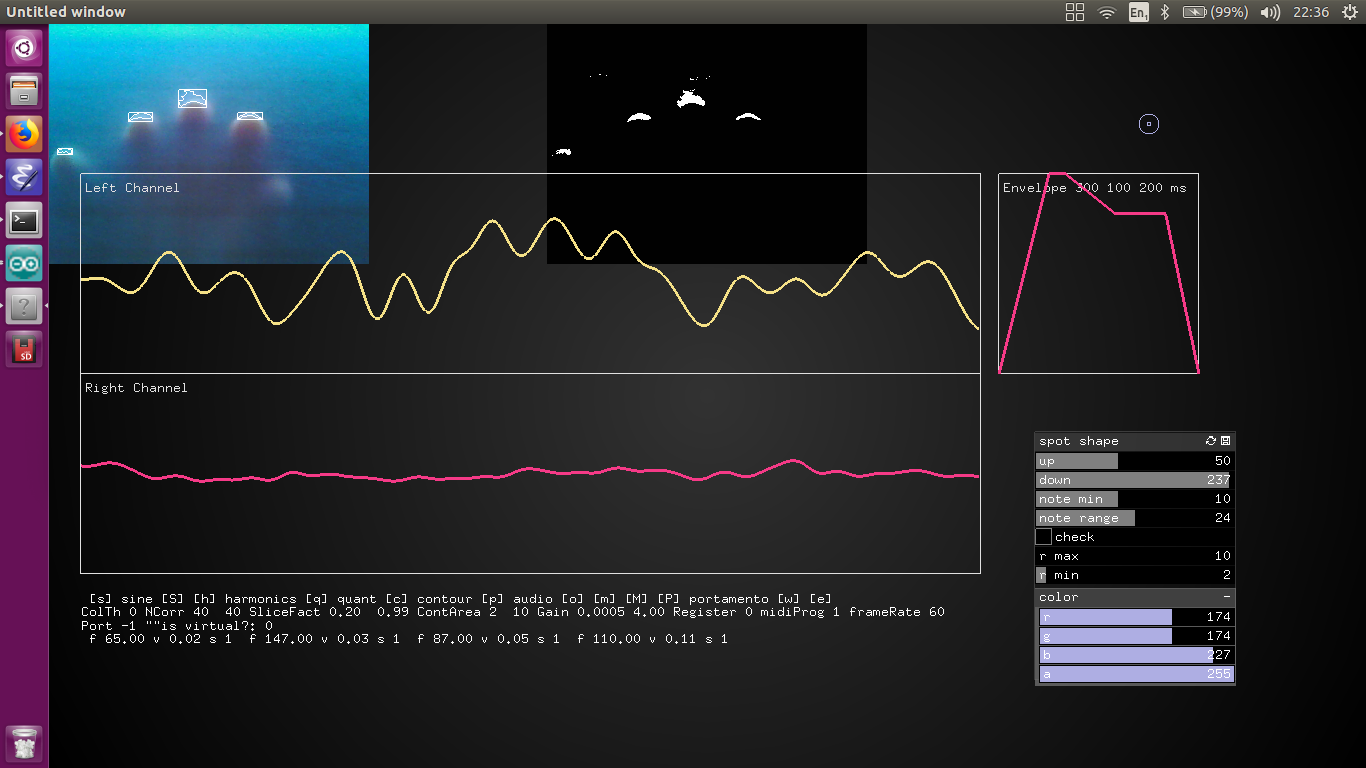 Untitled window
En1
(99%)
22:36
Left Channel
Envelope 300 100 200 ms
Right Channel
SD
spot shape
up 50
down 237
note min 10
note range 24
check
r max 10
r min 2
color -
r 174
g 174
b 227
a 255
[s] sine [S] [h] harmonics [q] quant [c] contour [p] audio [o] [m] [M] [P] portamento [w] [e]
ColTh 0 NCorr 40  40 SliceFact 0.20  0.99 ContArea 2  10 Gain 0.0005 4.00 Register 0 midiProg 1 frameRate 60
Port -1 ""is virtual?: 0
f 65.00 v 0.02 s 1  f 147.00 v 0.03 s 1  f 87.00 v 0.05 s 1  f 110.00 v 0.11 s 1